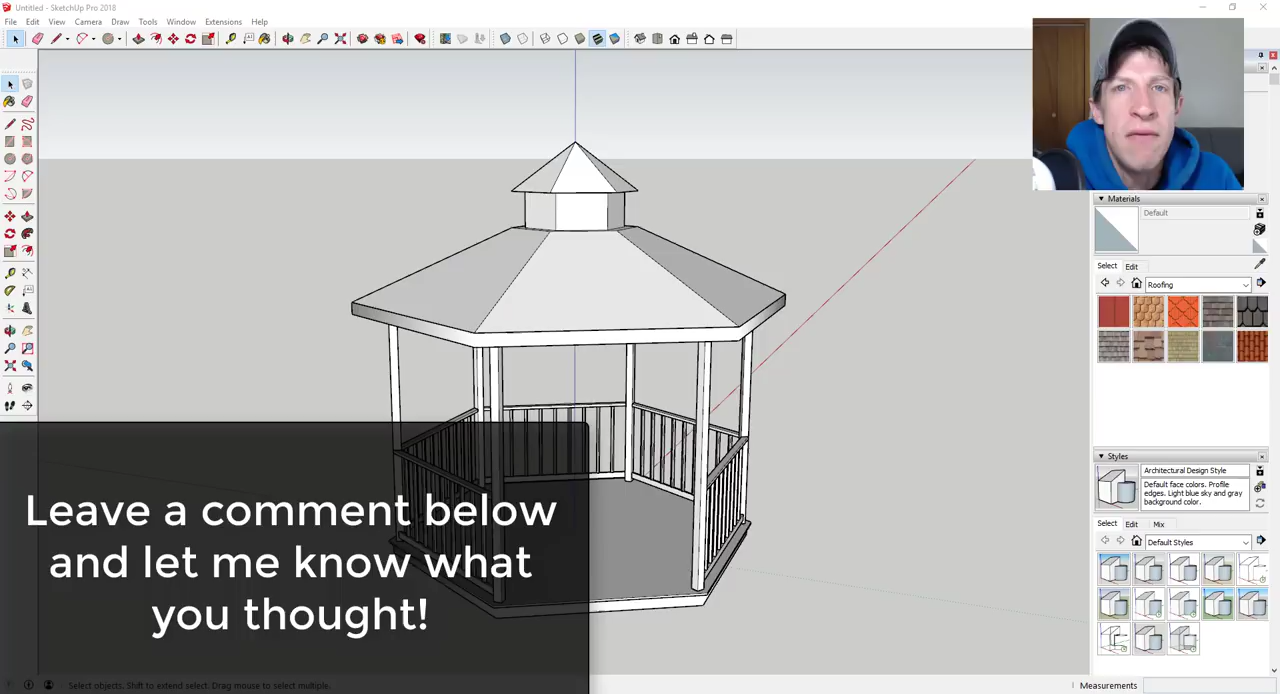 Untitled - SketchUp Pro 2018
File Edit View Camera Draw Tools Window Extensions Help
Materials
Default
Select Edit
Roofing
Styles
Architectural Design Style
Default face colors. Profile
edges. Light blue sky and gray
background color.
Select Edit Mix
Default Styles
Leave a comment below
and let me know what
you thought!
Select objects. Shift to extend select. Drag mouse to select multiple.
Measurements